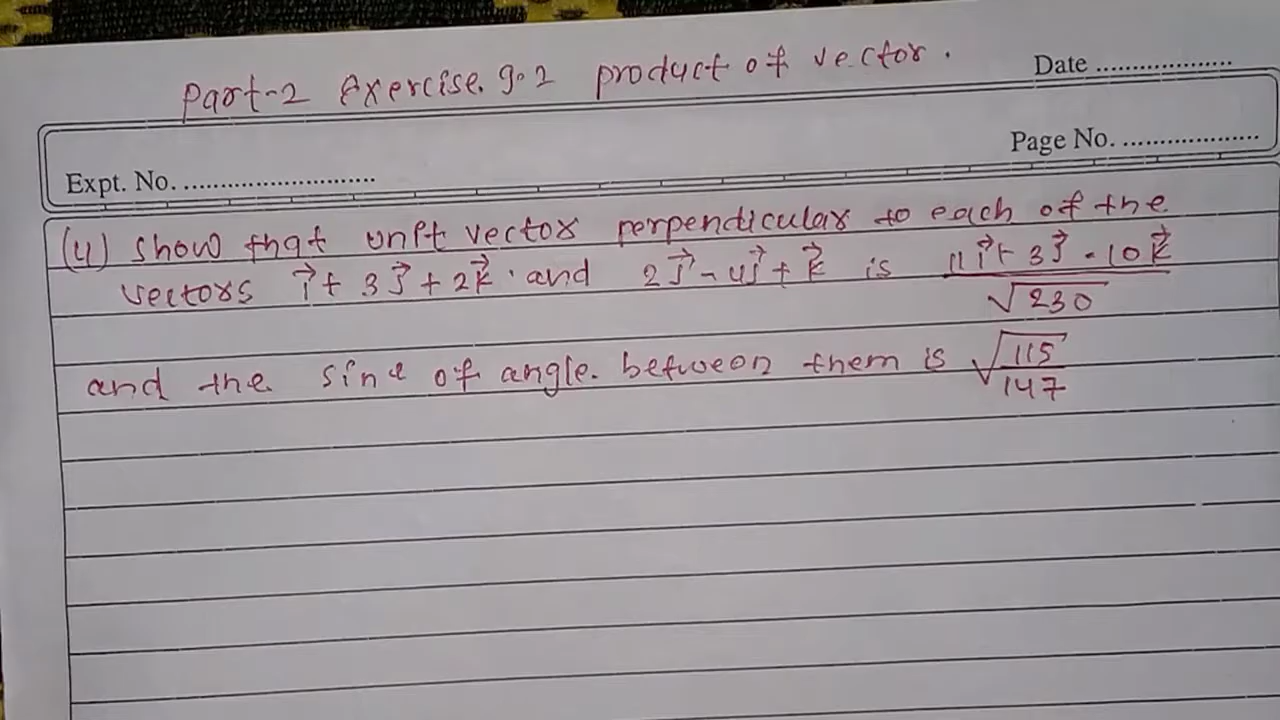 Part-2 Exercise. 9.2 product of vector.
Date ...................
Page No. ...................
Expt. No. ..........................
(4) Show that unit vector perpendicular to each of the
vectors i⃗ + 3j⃗ + 2k⃗ . and 2j⃗ - 4j⃗ + k⃗ is (11i⃗ + 3j⃗ - 10k⃗)/√230
and the sine of angle. between them is √(115/147)